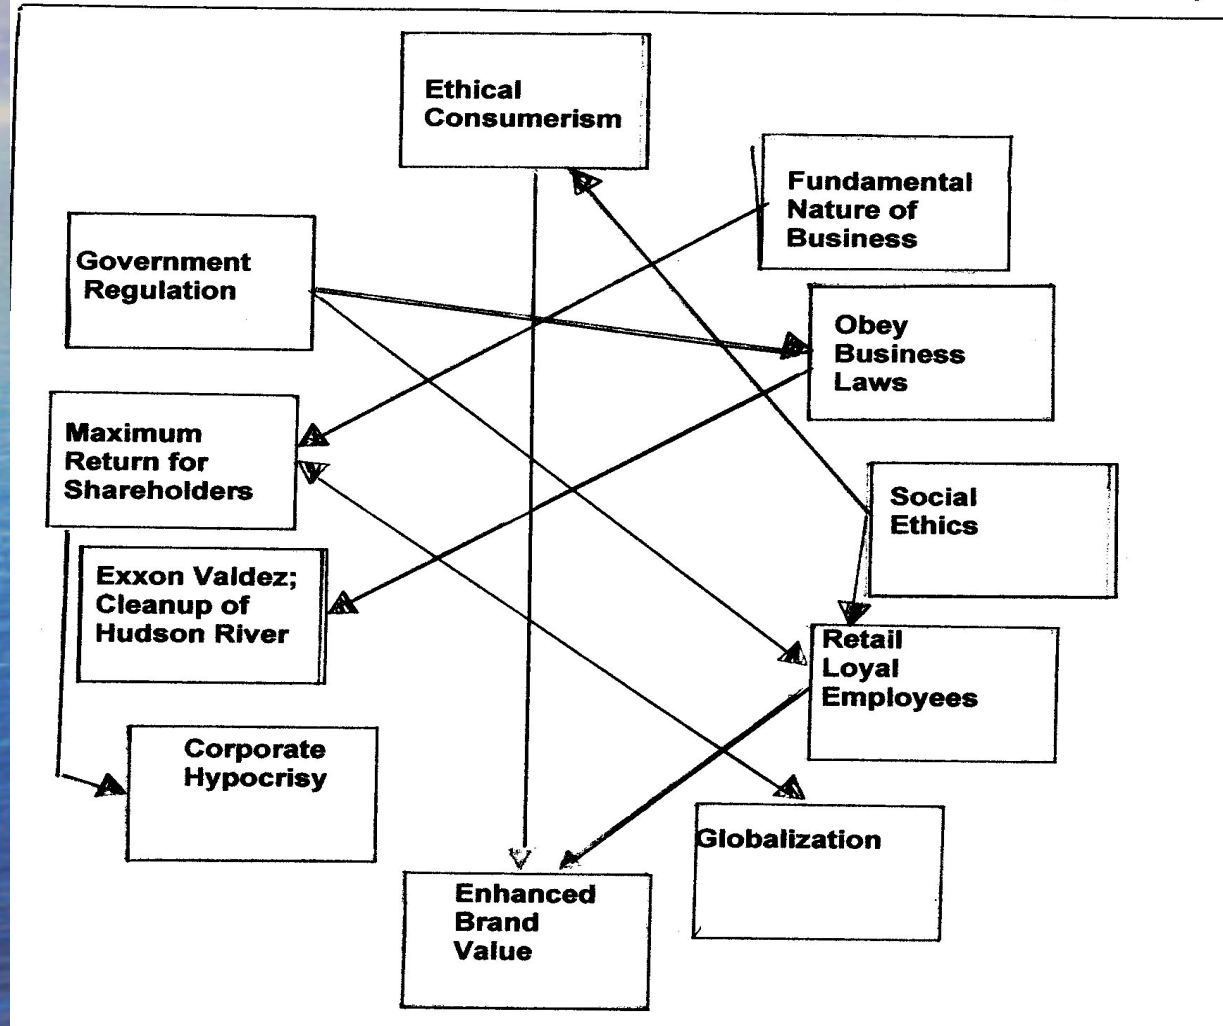 Ethical
Consumerism
Fundamental
Nature of
Business
Government
Regulation
Obey
Business
Laws
Maximum
Return for
Shareholders
Social
Ethics
Exxon Valdez;
Cleanup of
Hudson River
Retail
Loyal
Employees
Corporate
Hypocrisy
Globalization
Enhanced
Brand
Value